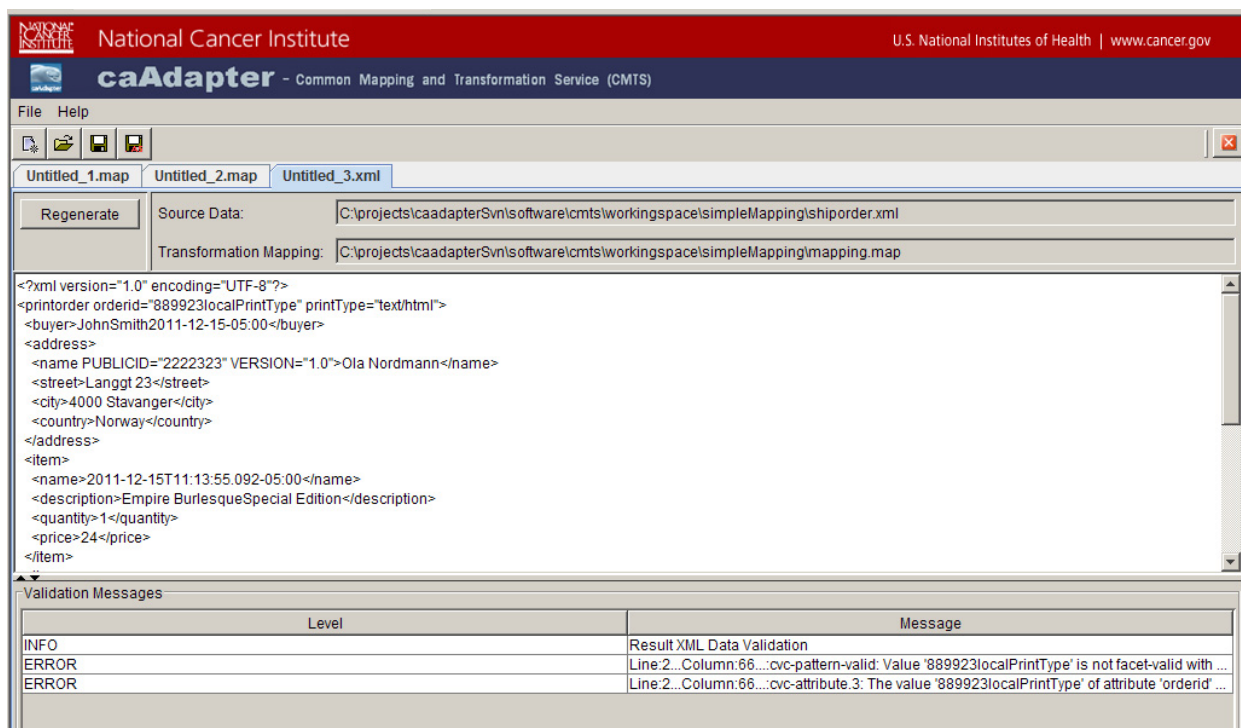 NATIONAL CANCER INSTITUTE
National Cancer Institute
U.S. National Institutes of Health | www.cancer.gov
caAdapter
caAdapter - Common Mapping and Transformation Service (CMTS)
File Help
Untitled_1.map Untitled_2.map Untitled_3.xml
Regenerate
Source Data: C:\projects\caadapterSvn\software\cmts\workingspace\simpleMapping\shiporder.xml
Transformation Mapping: C:\projects\caadapterSvn\software\cmts\workingspace\simpleMapping\mapping.map
<?xml version="1.0" encoding="UTF-8"?>
<printorder orderid="889923localPrintType" printType="text/html">
<buyer>JohnSmith2011-12-15-05:00</buyer>
<address>
<name PUBLICID="2222323" VERSION="1.0">Ola Nordmann</name>
<street>Langgt 23</street>
<city>4000 Stavanger</city>
<country>Norway</country>
</address>
<item>
<name>2011-12-15T11:13:55.092-05:00</name>
<description>Empire BurlesqueSpecial Edition</description>
<quantity>1</quantity>
<price>24</price>
</item>
Validation Messages
Level Message
INFO Result XML Data Validation
ERROR Line:2...Column:66...:cvc-pattern-valid: Value '889923localPrintType' is not facet-valid with ...
ERROR Line:2...Column:66...:cvc-attribute.3: The value '889923localPrintType' of attribute 'orderid' ...